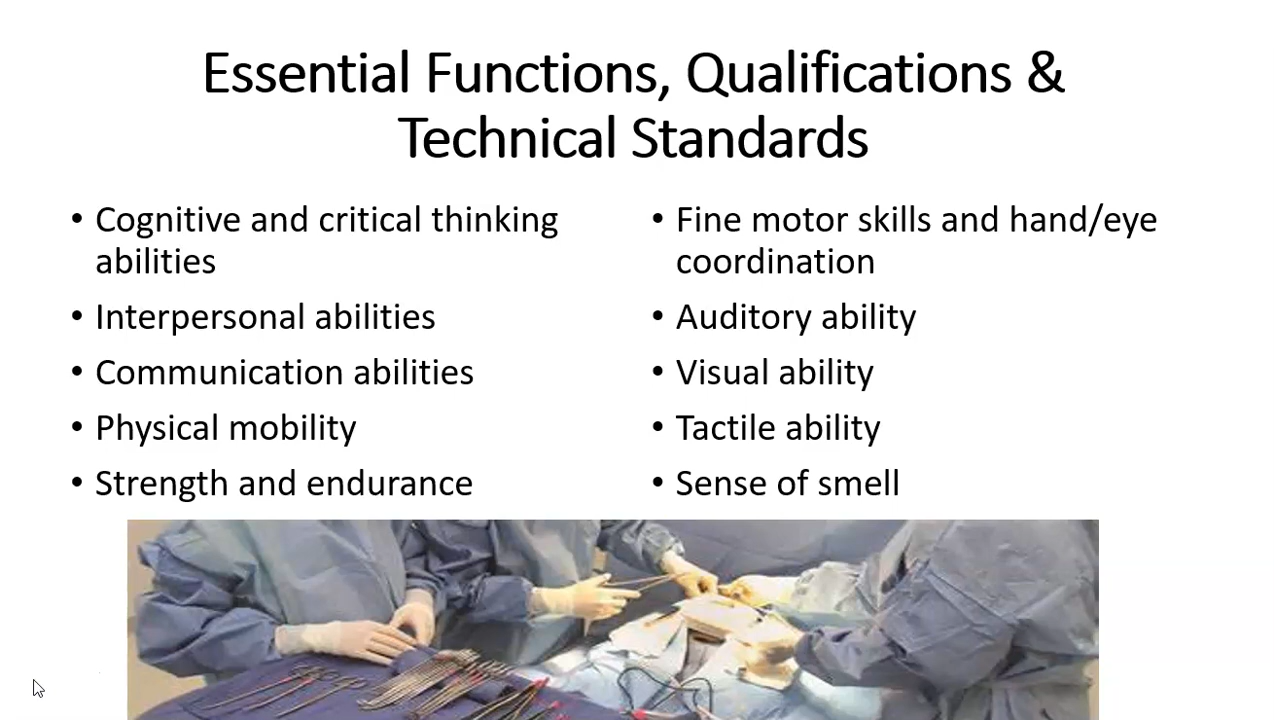 Essential Functions, Qualifications &
Technical Standards
• Cognitive and critical thinking
abilities
• Interpersonal abilities
• Communication abilities
• Physical mobility
• Strength and endurance
• Fine motor skills and hand/eye
coordination
• Auditory ability
• Visual ability
• Tactile ability
• Sense of smell